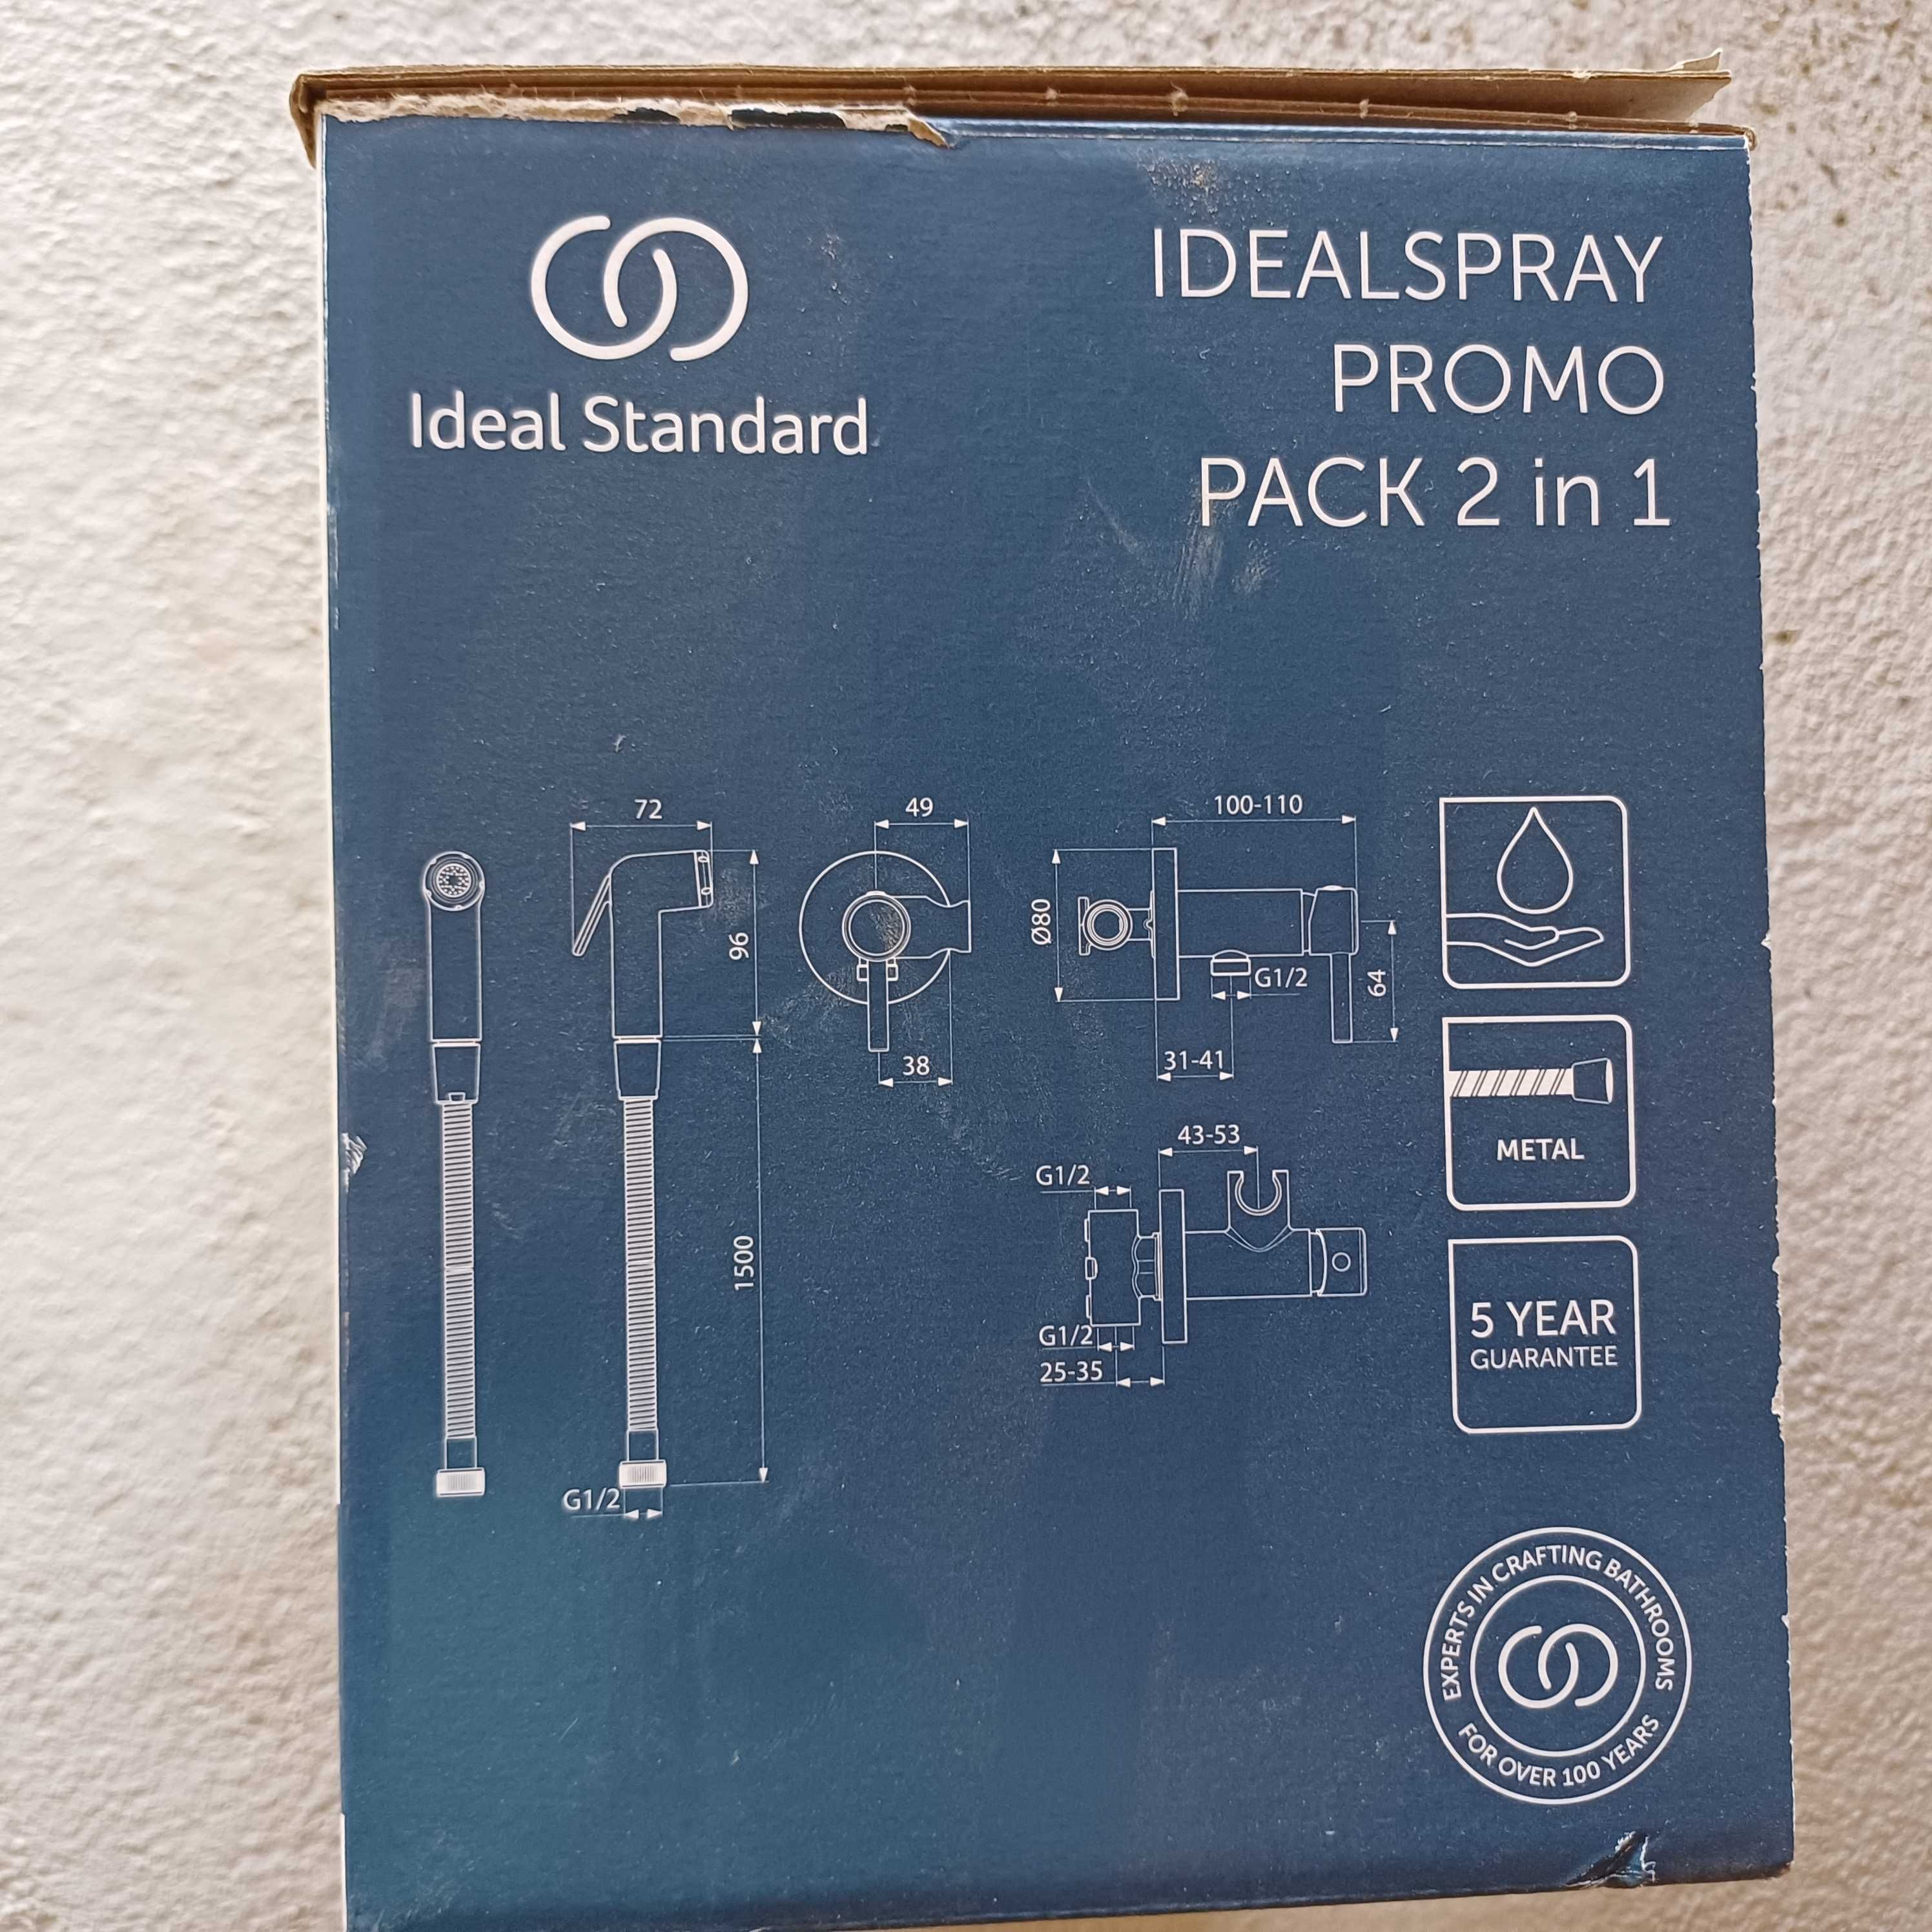 Ideal Standard
IDEALSPRAY
PROMO
PACK 2 in 1
72
96
1500
G1/2
49
38
100-110
Ø80
G1/2
64
31-41
43-53
G1/2
G1/2
25-35
METAL
5 YEAR
GUARANTEE
EXPERTS IN CRAFTING BATHROOMS
FOR OVER 100 YEARS